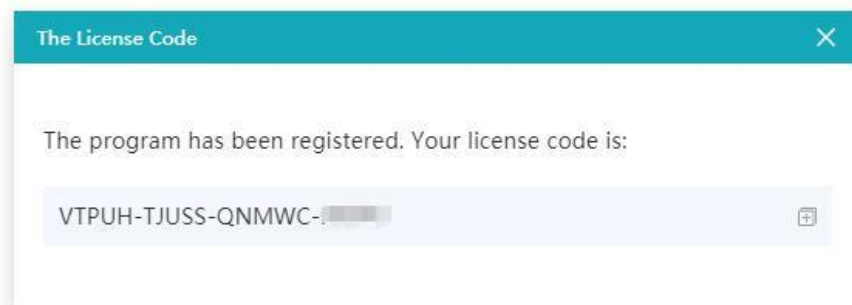 The License Code
The program has been registered. Your license code is:
VTPUH-TJUSS-QNMWC-